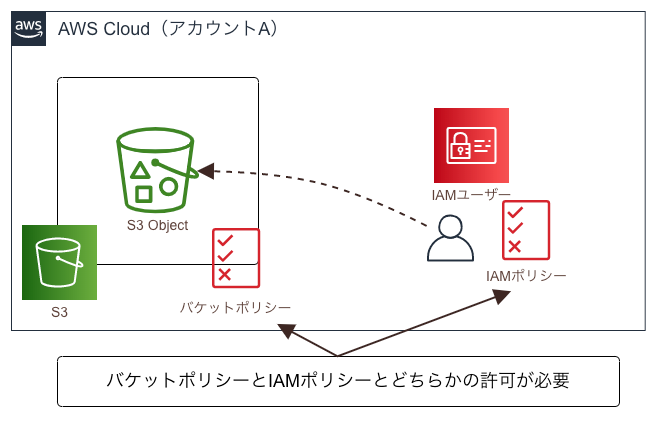 aws
AWS Cloud（アカウントA）
S3 Object
IAMユーザー
IAMポリシー
バケットポリシー
S3
バケットポリシーとIAMポリシーとどちらかの許可が必要